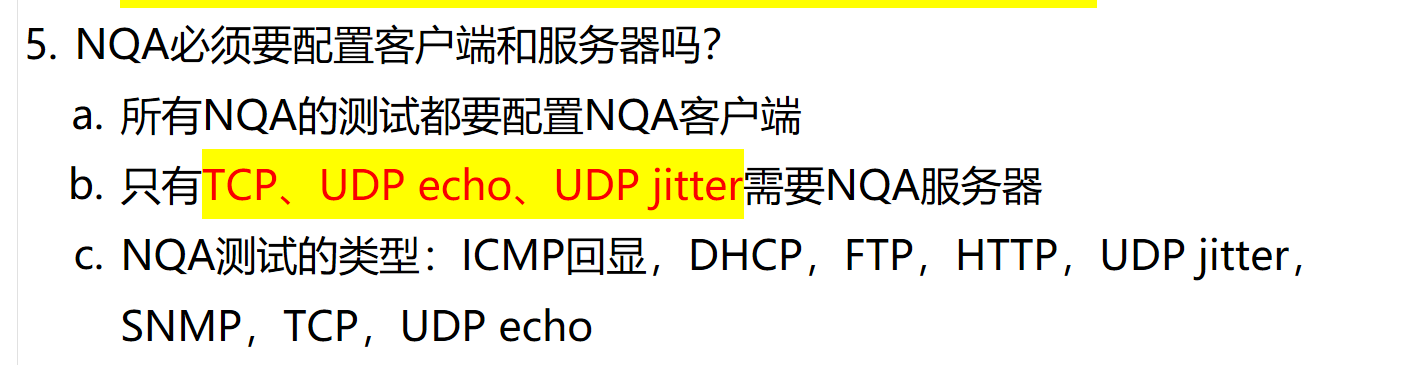 5. NQA必须要配置客户端和服务器吗？
a. 所有NQA的测试都要配置NQA客户端
b. 只有TCP、UDP echo、UDP jitter需要NQA服务器
c. NQA测试的类型：ICMP回显，DHCP，FTP，HTTP，UDP jitter，
SNMP，TCP，UDP echo